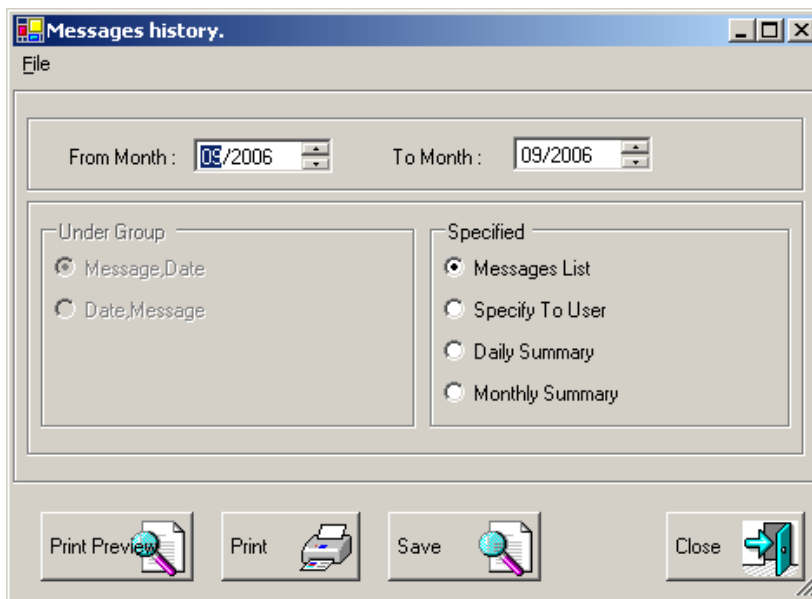 Messages history.
File
From Month : 09/2006 To Month : 09/2006
Under Group
Message,Date
Date,Message
Specified
Messages List
Specify To User
Daily Summary
Monthly Summary
Print Preview Print Save Close